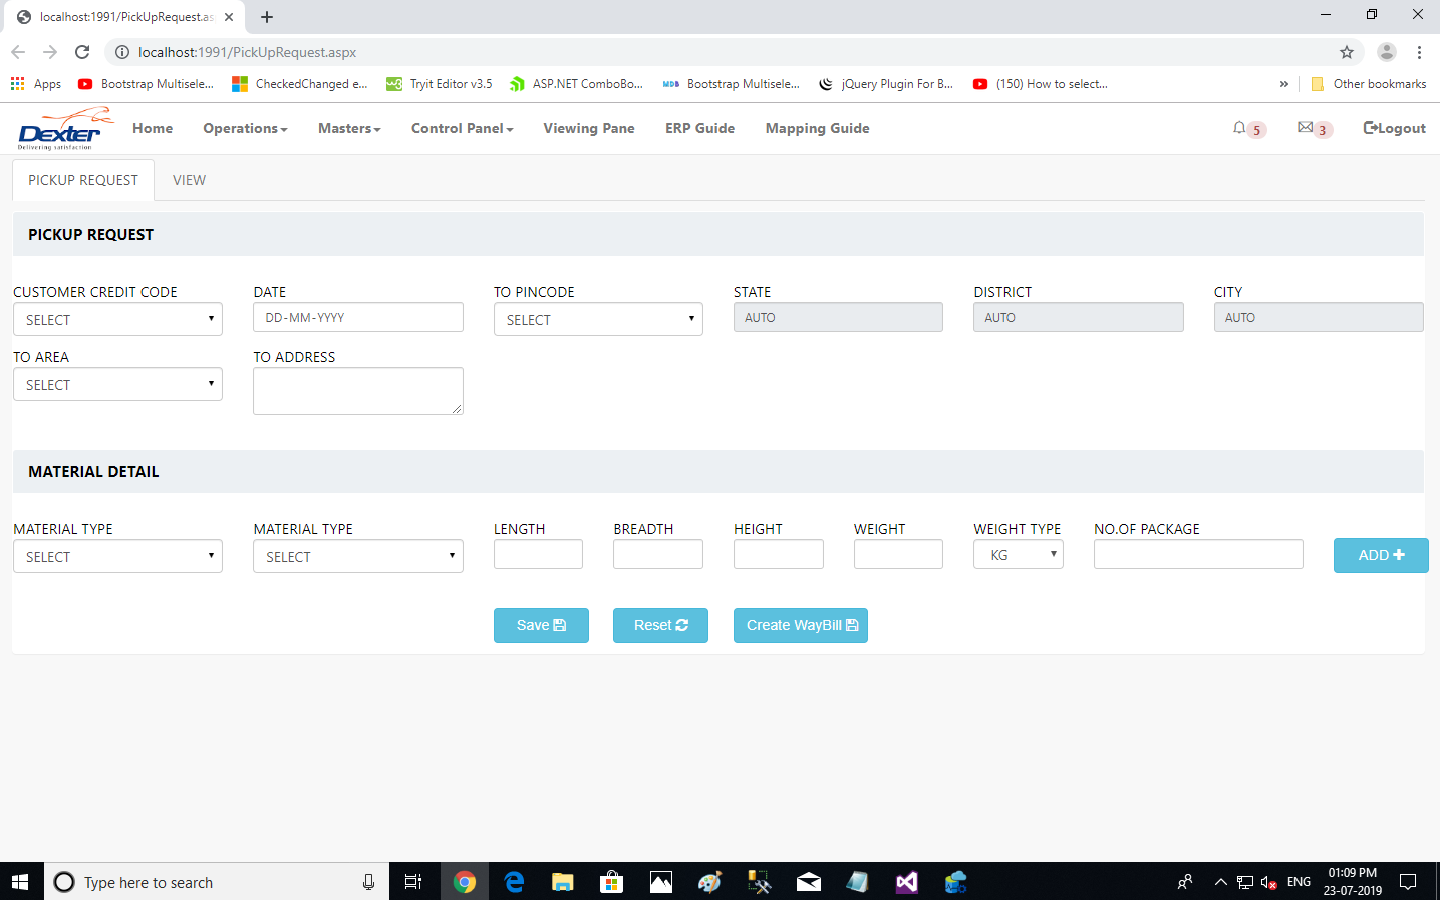 localhost:1991/PickUpRequest.as
localhost:1991/PickUpRequest.aspx
Apps Bootstrap Multisele... CheckedChanged e... Tryit Editor v3.5 ASP.NET ComboBo... MDB Bootstrap Multisele... jQuery Plugin For B... (150) How to select... » Other bookmarks
Dexter
Delivering satisfaction
Home Operations Masters Control Panel Viewing Pane ERP Guide Mapping Guide 5 3 Logout
PICKUP REQUEST VIEW
PICKUP REQUEST
CUSTOMER CREDIT CODE DATE TO PINCODE STATE DISTRICT CITY
SELECT DD-MM-YYYY SELECT AUTO AUTO AUTO
TO AREA TO ADDRESS
SELECT
MATERIAL DETAIL
MATERIAL TYPE MATERIAL TYPE LENGTH BREADTH HEIGHT WEIGHT WEIGHT TYPE NO.OF PACKAGE
SELECT SELECT KG ADD
Save Reset Create WayBill
Type here to search
ENG
01:09 PM
23-07-2019